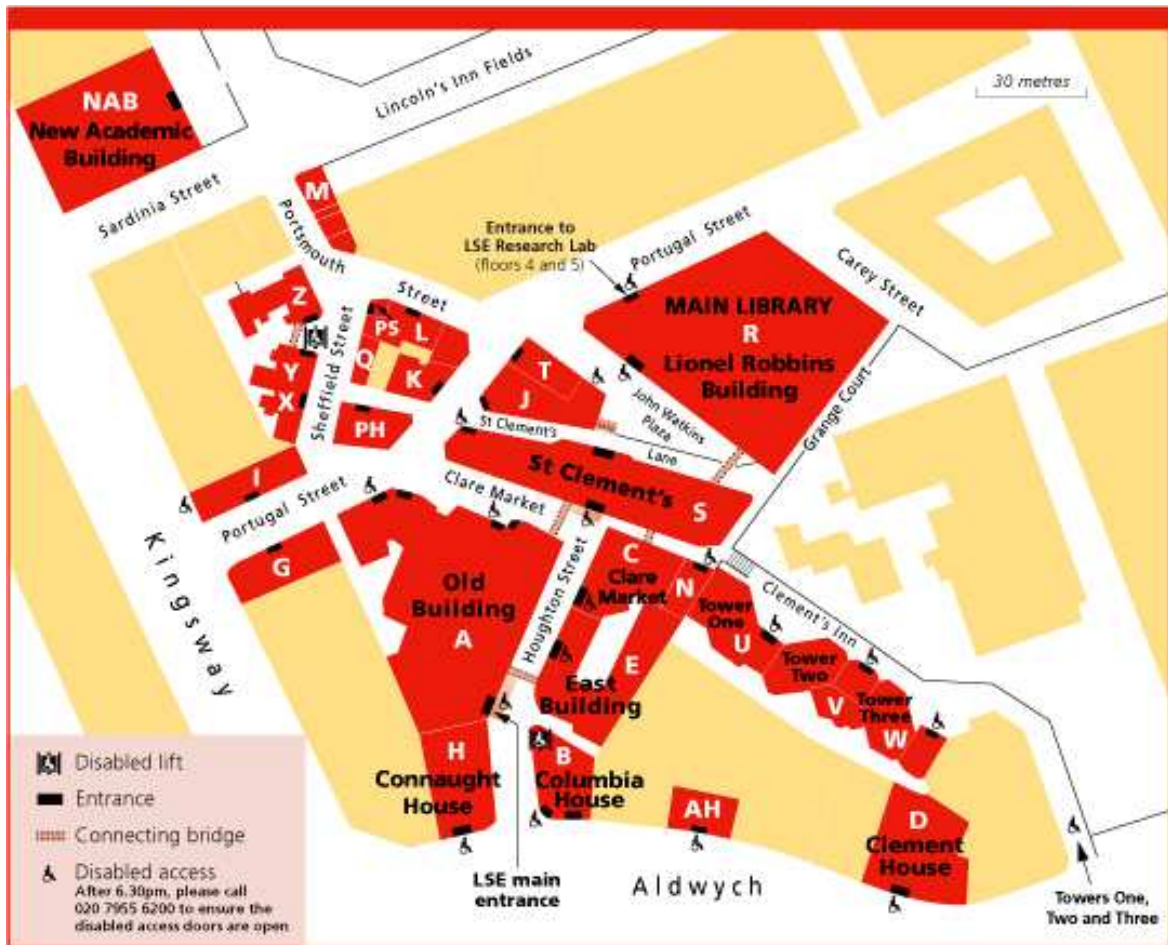 NAB
New Academic
Building
Lincoln's Inn Fields
30 metres
Sardinia Street
M
Portsmouth
Street
Entrance to
LSE Research Lab
(floors 4 and 5)
Portugal Street
Carey Street
Z
PS
L
Q
K
Y
X
Sheffield Street
PH
T
J
MAIN LIBRARY
R
Lionel Robbins
Building
John Watkins
Plaza
Grange Court
St Clement's
Lane
St Clement's
S
I
Portugal Street
Clare Market
G
Kingsway
Old
Building
A
Houghton Street
C
Clare
Market
N
Tower
One
U
Clement's Inn
Tower
Two
V
Tower
Three
W
E
East
Building
H
Connaught
House
B
Columbia
House
AH
D
Clement
House
LSE main
entrance
Aldwych
Towers One,
Two and Three
Disabled lift
Entrance
Connecting bridge
Disabled access
After 6.30pm, please call
020 7955 6200 to ensure the
disabled access doors are open